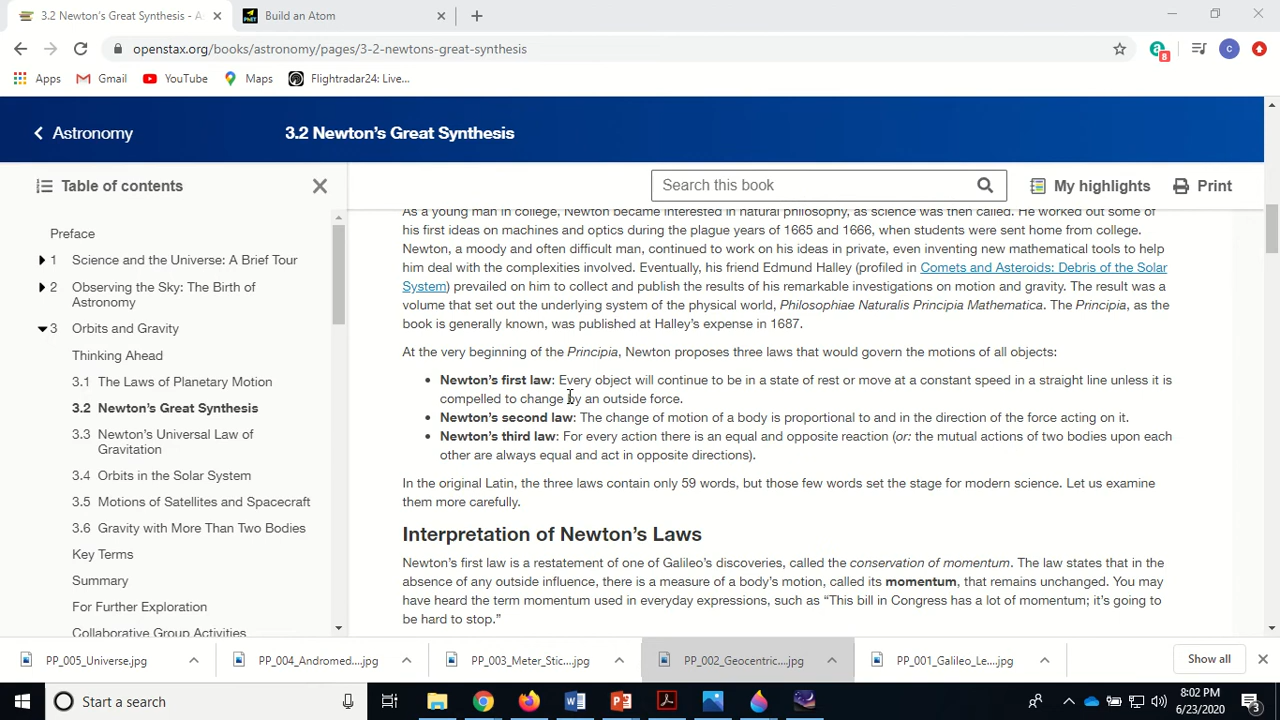 3.2 Newton's Great Synthesis - A
Build an Atom
openstax.org/books/astronomy/pages/3-2-newtons-great-synthesis
8
c
Apps
Gmail
YouTube
Maps
Flightradar24: Live...
Astronomy
3.2 Newton's Great Synthesis
Table of contents
Search this book
My highlights
Print
Preface
1 Science and the Universe: A Brief Tour
2 Observing the Sky: The Birth of
Astronomy
3 Orbits and Gravity
Thinking Ahead
3.1 The Laws of Planetary Motion
3.2 Newton's Great Synthesis
3.3 Newton's Universal Law of
Gravitation
3.4 Orbits in the Solar System
3.5 Motions of Satellites and Spacecraft
3.6 Gravity with More Than Two Bodies
Key Terms
Summary
For Further Exploration
Collaborative Group Activities
As a young man in college, Newton became interested in natural philosophy, as science was then called. He worked out some of
his first ideas on machines and optics during the plague years of 1665 and 1666, when students were sent home from college.
Newton, a moody and often difficult man, continued to work on his ideas in private, even inventing new mathematical tools to help
him deal with the complexities involved. Eventually, his friend Edmund Halley (profiled in Comets and Asteroids: Debris of the Solar
System) prevailed on him to collect and publish the results of his remarkable investigations on motion and gravity. The result was a
volume that set out the underlying system of the physical world, Philosophiae Naturalis Principia Mathematica. The Principia, as the
book is generally known, was published at Halley's expense in 1687.
At the very beginning of the Principia, Newton proposes three laws that would govern the motions of all objects:
• Newton's first law: Every object will continue to be in a state of rest or move at a constant speed in a straight line unless it is
compelled to change by an outside force.
• Newton's second law: The change of motion of a body is proportional to and in the direction of the force acting on it.
• Newton's third law: For every action there is an equal and opposite reaction (or: the mutual actions of two bodies upon each
other are always equal and act in opposite directions).
In the original Latin, the three laws contain only 59 words, but those few words set the stage for modern science. Let us examine
them more carefully.
Interpretation of Newton's Laws
Newton's first law is a restatement of one of Galileo's discoveries, called the conservation of momentum. The law states that in the
absence of any outside influence, there is a measure of a body's motion, called its momentum, that remains unchanged. You may
have heard the term momentum used in everyday expressions, such as “This bill in Congress has a lot of momentum; it's going to
be hard to stop.”
PP_005_Universe.jpg
PP_004_Andromed....jpg
PP_003_Meter_Stic....jpg
PP_002_Geocentric....jpg
PP_001_Galileo_Le....jpg
Show all
Start a search
8:02 PM
6/23/2020
3